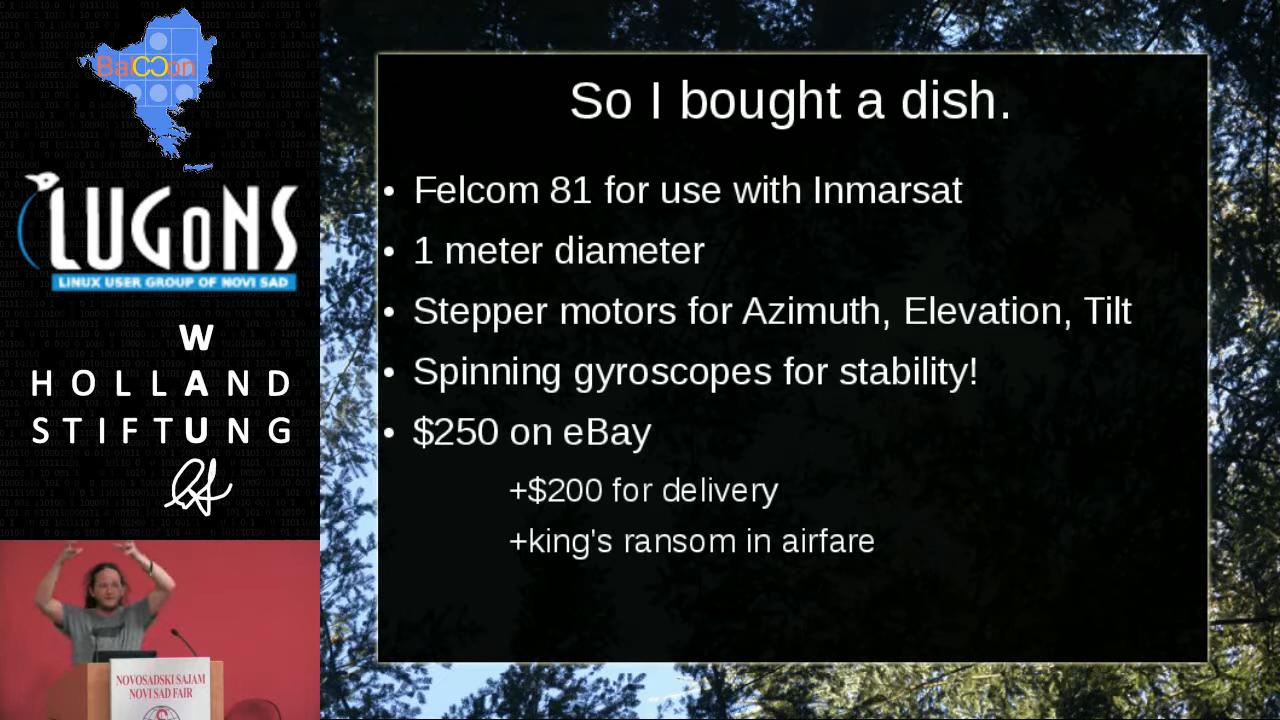 BalCCon
LUGoNS
LINUX USER GROUP OF NOVI SAD
W
HOLLAND
STIFTUNG
NOVOSADSKI SAJAM
NOVI SAD FAIR
So I bought a dish.
• Felcom 81 for use with Inmarsat
• 1 meter diameter
• Stepper motors for Azimuth, Elevation, Tilt
• Spinning gyroscopes for stability!
• $250 on eBay
+$200 for delivery
+king's ransom in airfare